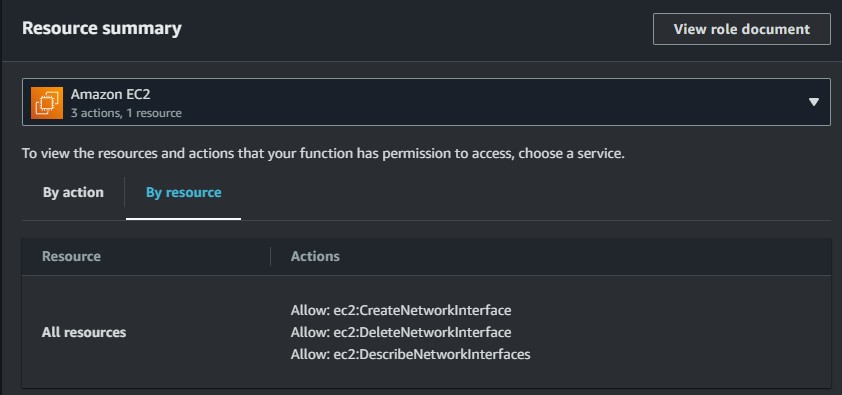 Resource summary
View role document
Amazon EC2
3 actions, 1 resource
To view the resources and actions that your function has permission to access, choose a service.
By action
By resource
Resource
Actions
All resources
Allow: ec2:CreateNetworkInterface
Allow: ec2:DeleteNetworkInterface
Allow: ec2:DescribeNetworkInterfaces